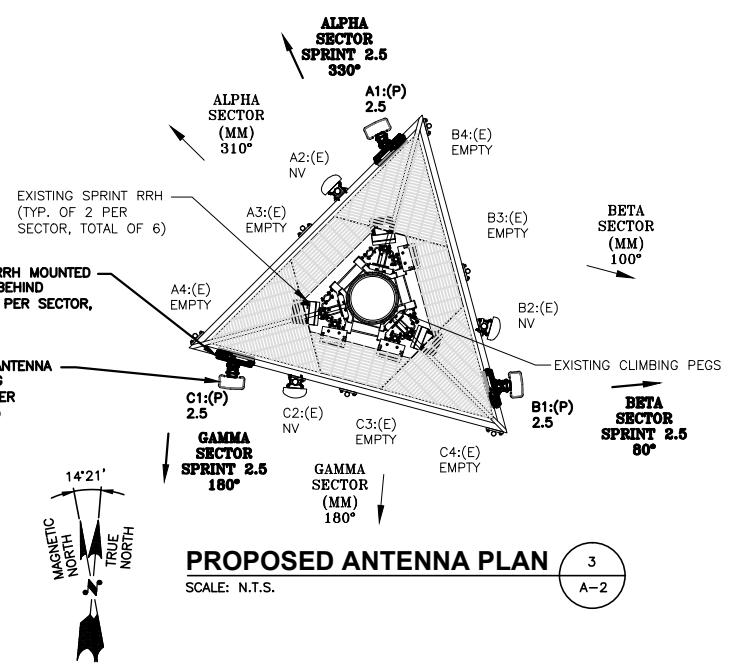 ALPHA
SECTOR
SPRINT 2.5
330°
A1:(P)
2.5
ALPHA
SECTOR
(MM)
310°
B4:(E)
EMPTY
A2:(E)
NV
EXISTING SPRINT RRH
(TYP. OF 2 PER
SECTOR, TOTAL OF 6)
A3:(E)
EMPTY
B3:(E)
EMPTY
BETA
SECTOR
(MM)
100°
RRH MOUNTED
BEHIND
PER SECTOR,
A4:(E)
EMPTY
B2:(E)
NV
EXISTING CLIMBING PEGS
ANTENNA
C1:(P)
2.5
C2:(E)
NV
C3:(E)
EMPTY
C4:(E)
EMPTY
B1:(P)
2.5
BETA
SECTOR
SPRINT 2.5
80°
GAMMA
SECTOR
SPRINT 2.5
180°
GAMMA
SECTOR
(MM)
180°
14°21'
MAGNETIC
NORTH
TRUE
NORTH
N
PROPOSED ANTENNA PLAN
3
A-2
SCALE: N.T.S.